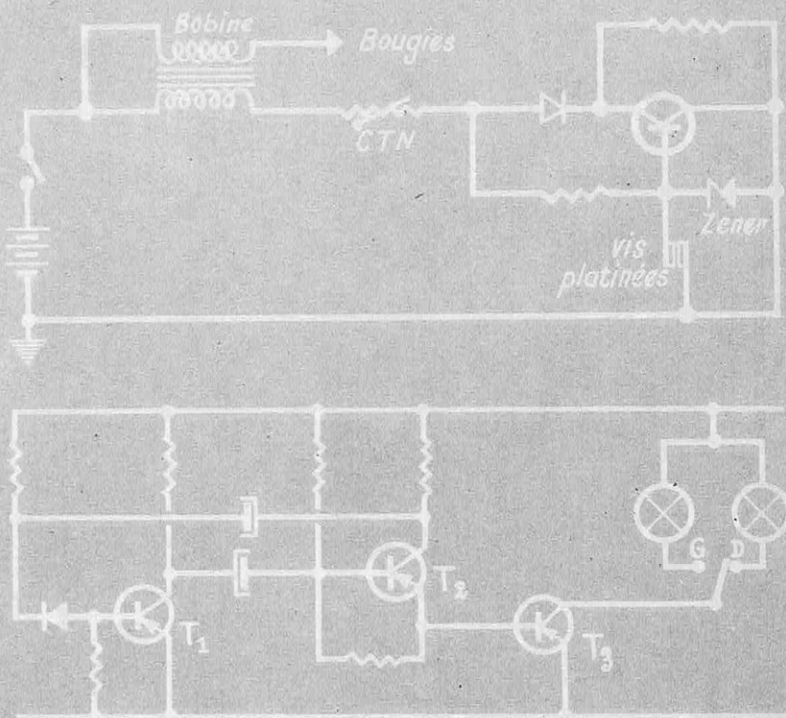 Bobine
Bougies
CTN
Zener
vis
platinées
G D
T1
T2
T3